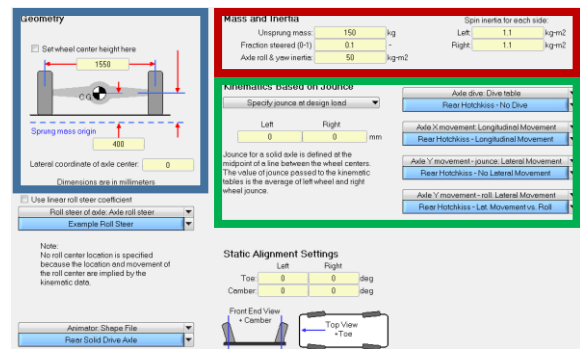 Geometry
Set wheel center height here
1550
C.G.
Sprung mass origin
400
Lateral coordinate of axle center: 0
Dimensions are in millimeters
Use linear roll steer coefficient
Roll steer of axle: Axle roll steer
Example Roll Steer
Note:
No roll center location is specified
because the location and movement of
the roll center are implied by the
kinematic data.
Animator: Shape File
Rear Solid Drive Axle
Mass and Inertia
Spin inertia for each side:
Unsprung mass: 150 kg
Left: 1.1 kg-m2
Fraction steered (0-1) 0.1 -
Right: 1.1 kg-m2
Axle roll & yaw inertia: 50 kg-m2
Kinematics Based on Jounce
Specify jounce at design load
Left Right
0 0 mm
Jounce for a solid axle is defined at the
midpoint of a line between the wheel centers.
The value of jounce passed to the kinematic
tables is the average of left wheel and right
wheel jounce.
Axle dive: Dive table
Rear Hotchkiss - No Dive
Axle X movement: Longitudinal Movement
Rear Hotchkiss - Longitudinal Movement
Axle Y movement - jounce: Lateral Movement
Rear Hotchkiss - No Lateral Movement
Axle Y movement - roll: Lateral Movement
Rear Hotchkiss - Lat. Movement vs. Roll
Static Alignment Settings
Left Right
Toe: 0 0 deg
Camber: 0 0 deg
Front End View
+ Camber
Top View
+Toe